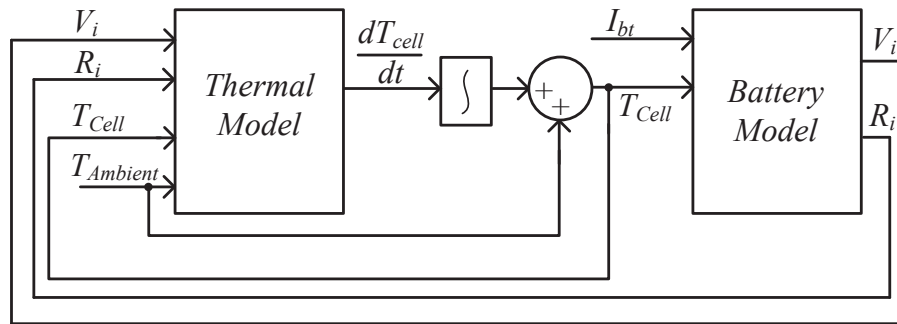 V_i
R_i
T_Cell
T_Ambient
Thermal
Model
dT_cell
dt
∫
+
+
I_bt
T_Cell
Battery
Model
V_i
R_i